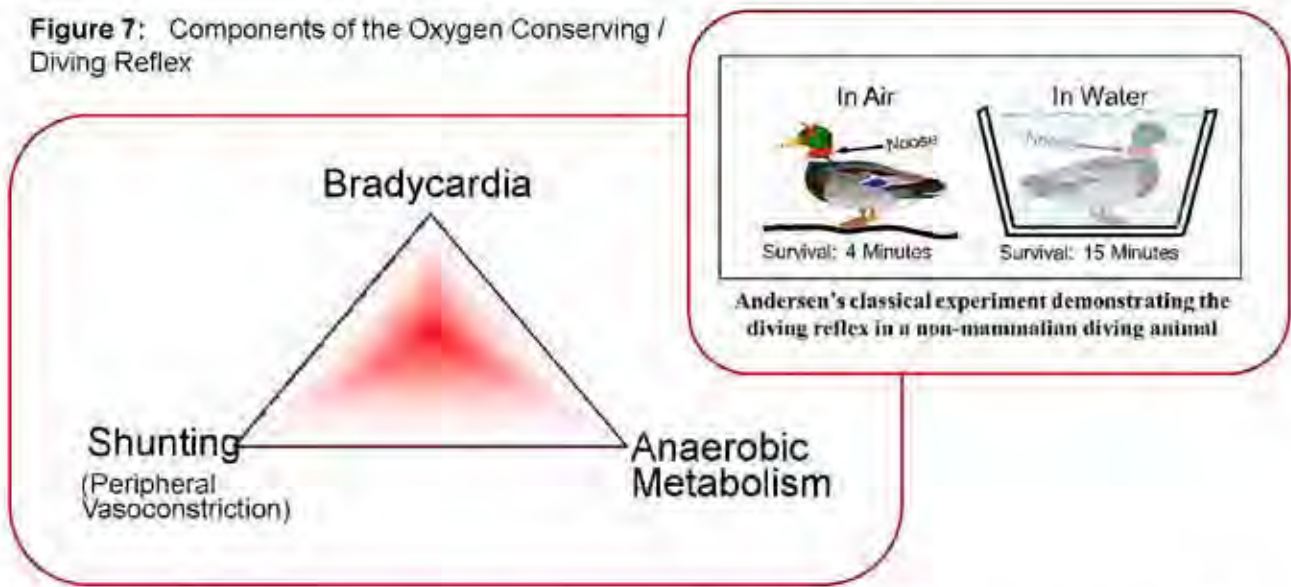 Figure 7: Components of the Oxygen Conserving /
Diving Reflex
In Air
In Water
Noose
Noose
Survival: 4 Minutes
Survival: 15 Minutes
Andersen's classical experiment demonstrating the
diving reflex in a non-mammalian diving animal
Bradycardia
Shunting
(Peripheral
Vasoconstriction)
Anaerobic
Metabolism